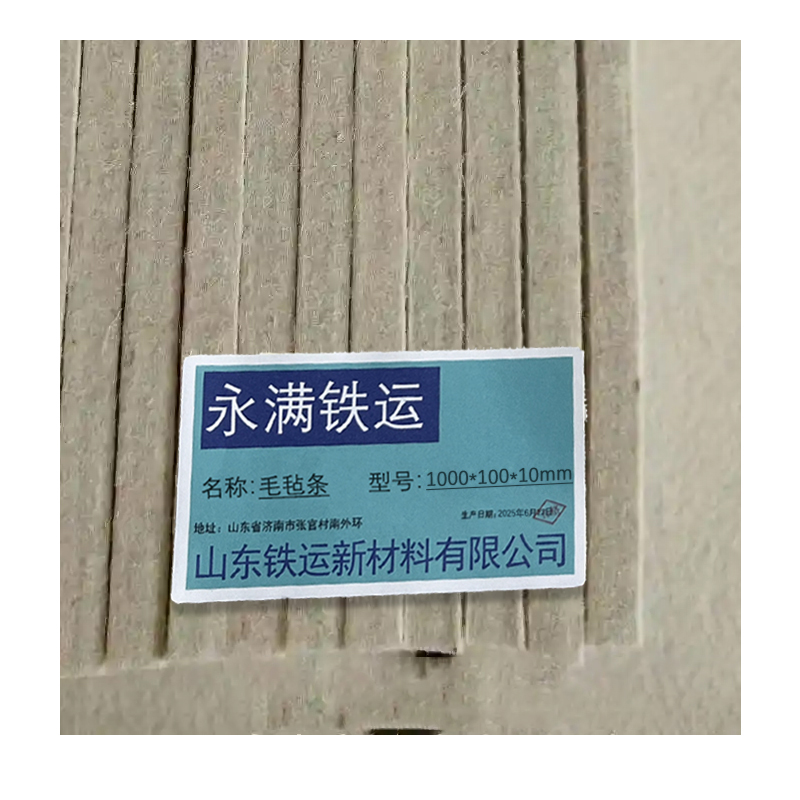 永满铁运
名称:毛毡条 型号:1000*100*10mm
生产日期:2025年6月
地址:山东省济南市张官村南外环
山东铁运新材料有限公司